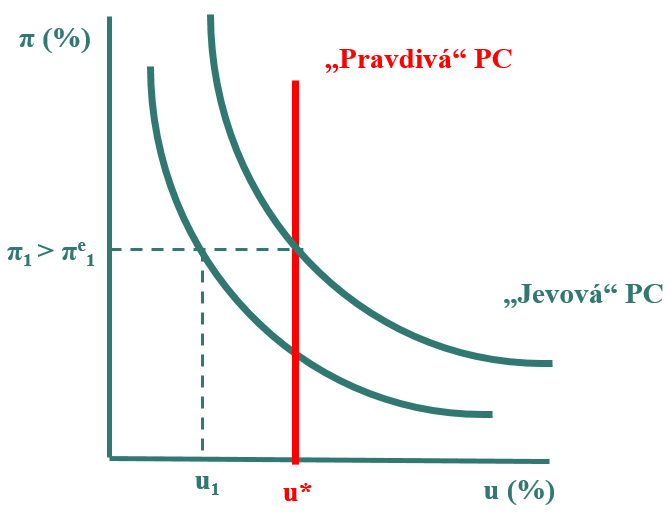 π (%)
„Pravdivá“ PC
π₁ > πᵉ₁
„Jevová“ PC
u₁
u*
u (%)